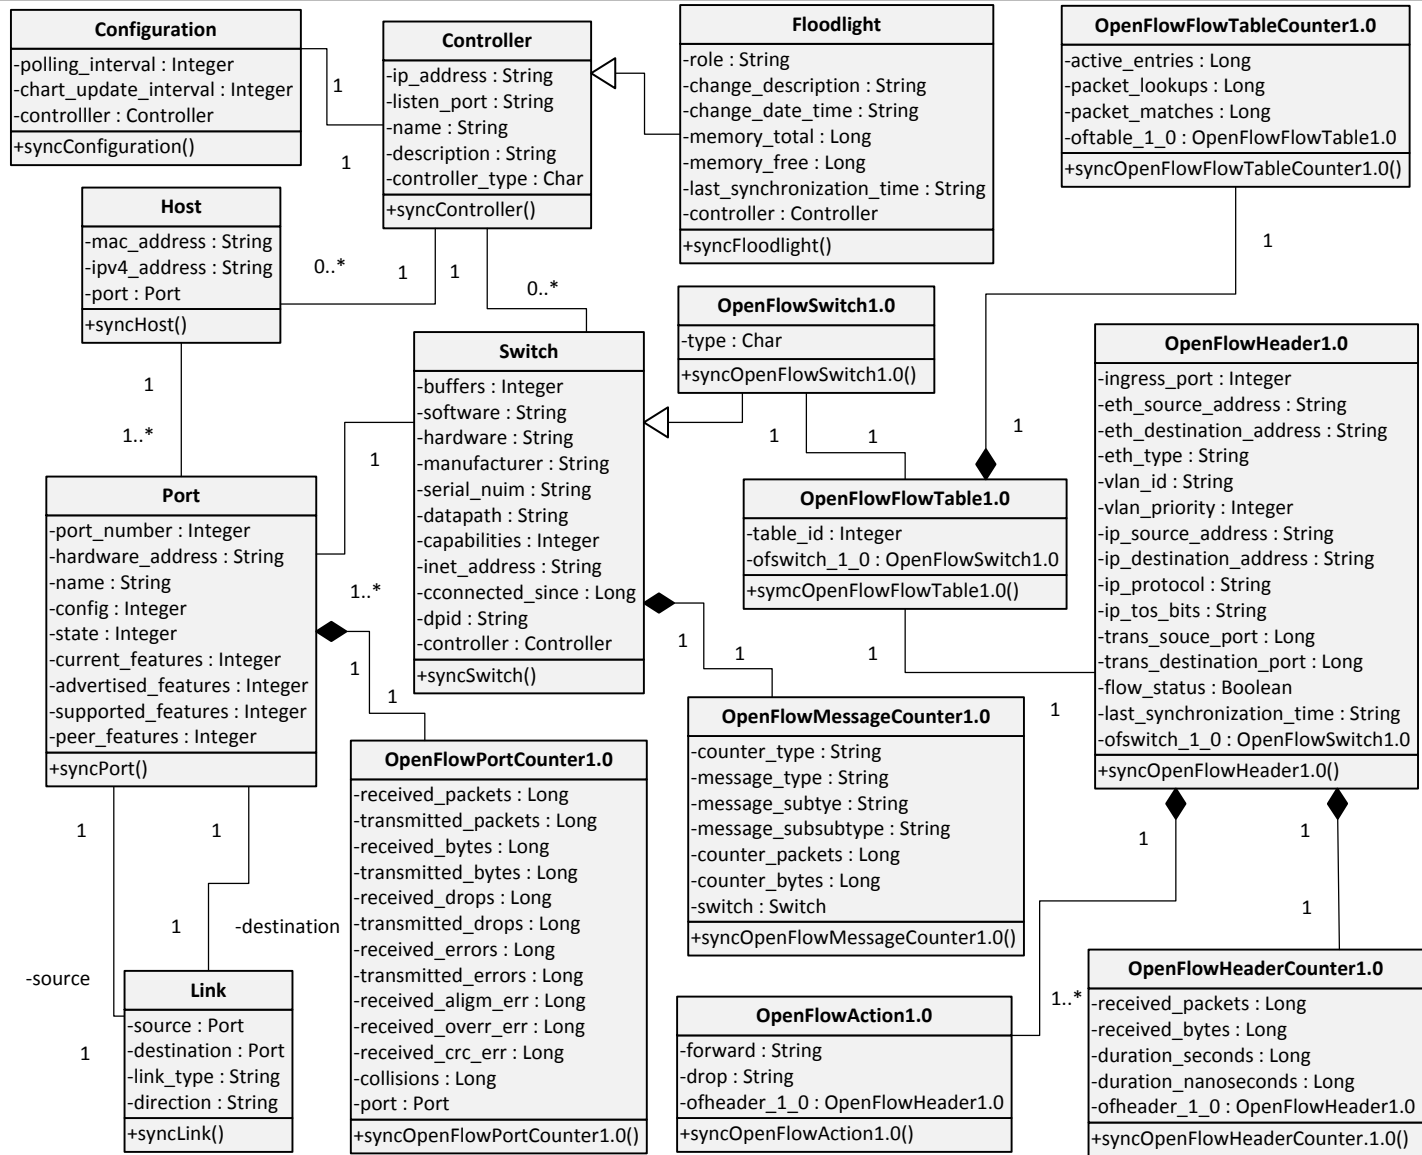 Configuration
-polling_interval : Integer
-chart_update_interval : Integer
-controlller : Controller
+syncConfiguration()
1
1
Controller
-ip_address : String
-listen_port : String
-name : String
-description : String
-controller_type : Char
+syncController()
Floodlight
-role : String
-change_description : String
-change_date_time : String
-memory_total : Long
-memory_free : Long
-last_synchronization_time : String
-controller : Controller
+syncFloodlight()
OpenFlowFlowTableCounter1.0
-active_entries : Long
-packet_lookups : Long
-packet_matches : Long
-oftable_1_0 : OpenFlowFlowTable1.0
+syncOpenFlowFlowTableCounter1.0()
1
1
Host
-mac_address : String
-ipv4_address : String
-port : Port
+syncHost()
0..*
1
1
0..*
1
1..*
Switch
-buffers : Integer
-software : String
-hardware : String
-manufacturer : String
-serial_nuim : String
-datapath : String
-capabilities : Integer
-inet_address : String
-cconnected_since : Long
-dpid : String
-controller : Controller
+syncSwitch()
1
1..*
OpenFlowSwitch1.0
-type : Char
+syncOpenFlowSwitch1.0()
1
1
OpenFlowFlowTable1.0
-table_id : Integer
-ofswitch_1_0 : OpenFlowSwitch1.0
+symcOpenFlowFlowTable1.0()
1
1
OpenFlowHeader1.0
-ingress_port : Integer
-eth_source_address : String
-eth_destination_address : String
-eth_type : String
-vlan_id : String
-vlan_priority : Integer
-ip_source_address : String
-ip_destination_address : String
-ip_protocol : String
-ip_tos_bits : String
-trans_souce_port : Long
-trans_destination_port : Long
-flow_status : Boolean
-last_synchronization_time : String
-ofswitch_1_0 : OpenFlowSwitch1.0
+syncOpenFlowHeader1.0()
Port
-port_number : Integer
-hardware_address : String
-name : String
-config : Integer
-state : Integer
-current_features : Integer
-advertised_features : Integer
-supported_features : Integer
-peer_features : Integer
+syncPort()
1
1
1
1
OpenFlowPortCounter1.0
-received_packets : Long
-transmitted_packets : Long
-received_bytes : Long
-transmitted_bytes : Long
-received_drops : Long
-transmitted_drops : Long
-received_errors : Long
-transmitted_errors : Long
-received_aligm_err : Long
-received_overr_err : Long
-received_crc_err : Long
-collisions : Long
-port : Port
+syncOpenFlowPortCounter1.0()
OpenFlowMessageCounter1.0
-counter_type : String
-message_type : String
-message_subtye : String
-message_subsubtype : String
-counter_packets : Long
-counter_bytes : Long
-switch : Switch
+syncOpenFlowMessageCounter1.0()
1
1
1
-destination
-source
1
1
Link
-source : Port
-destination : Port
-link_type : String
-direction : String
+syncLink()
1
1
1
1..*
OpenFlowAction1.0
-forward : String
-drop : String
-ofheader_1_0 : OpenFlowHeader1.0
+syncOpenFlowAction1.0()
OpenFlowHeaderCounter1.0
-received_packets : Long
-received_bytes : Long
-duration_seconds : Long
-duration_nanoseconds : Long
-ofheader_1_0 : OpenFlowHeader1.0
+syncOpenFlowHeaderCounter.1.0()